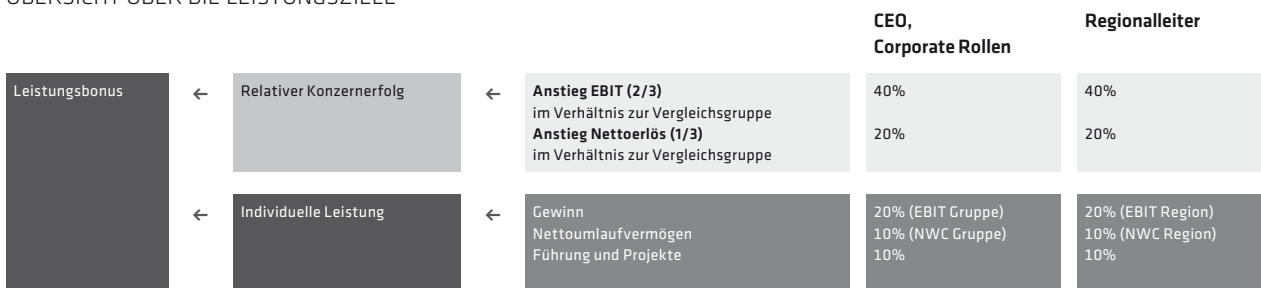 ÜBERSICHT ÜBER DIE LEISTUNGSZIELE
CEO,
Corporate Rollen
Regionalleiter
Leistungsbonus
←
Relativer Konzernerfolg
←
Anstieg EBIT (2/3)
im Verhältnis zur Vergleichsgruppe
Anstieg Nettoerlös (1/3)
im Verhältnis zur Vergleichsgruppe
40%
20%
40%
20%
←
Individuelle Leistung
←
Gewinn
Nettoumlaufvermögen
Führung und Projekte
20% (EBIT Gruppe)
10% (NWC Gruppe)
10%
20% (EBIT Region)
10% (NWC Region)
10%